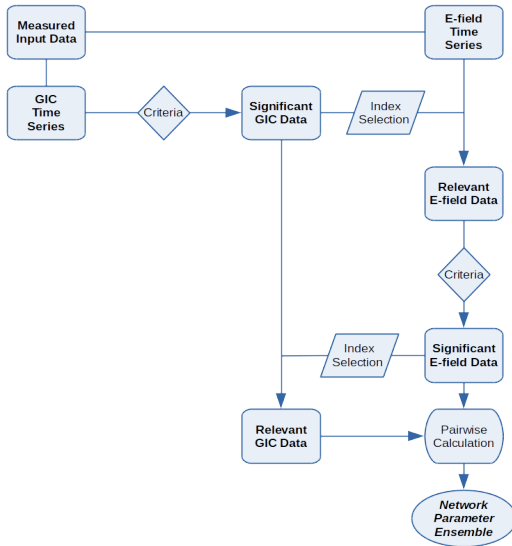 Measured
Input Data
E-field
Time
Series
GIC
Time
Series
Criteria
Significant
GIC Data
Index
Selection
Relevant
E-field Data
Criteria
Index
Selection
Significant
E-field Data
Relevant
GIC Data
Pairwise
Calculation
Network
Parameter
Ensemble